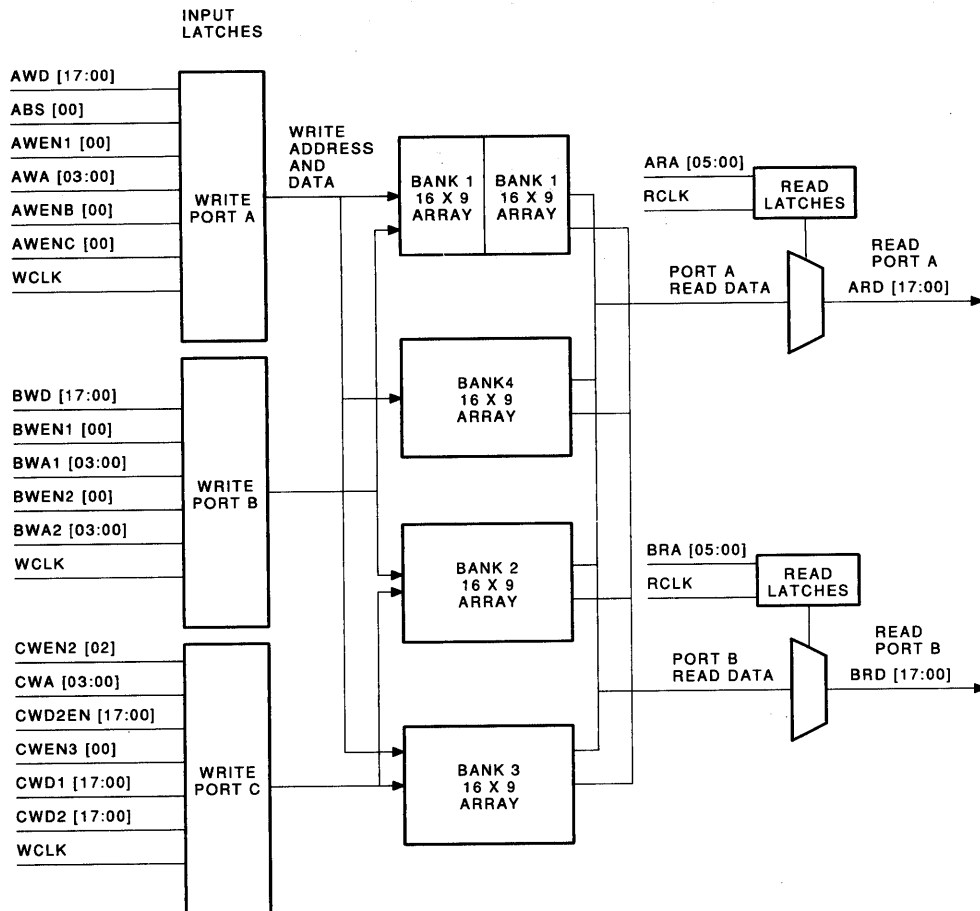 INPUT
LATCHES
AWD [17:00]
ABS [00]
AWEN1 [00]
AWA [03:00]
AWENB [00]
AWENC [00]
WCLK
WRITE
PORT A
BWD [17:00]
BWEN1 [00]
BWA1 [03:00]
BWEN2 [00]
BWA2 [03:00]
WCLK
WRITE
PORT B
CWEN2 [02]
CWA [03:00]
CWD2EN [17:00]
CWEN3 [00]
CWD1 [17:00]
CWD2 [17:00]
WCLK
WRITE
PORT C
WRITE
ADDRESS
AND
DATA
BANK 1
16 X 9
ARRAY
BANK 1
16 X 9
ARRAY
BANK4
16 X 9
ARRAY
BANK 2
16 X 9
ARRAY
BANK 3
16 X 9
ARRAY
ARA [05:00]
RCLK
READ
LATCHES
PORT A
READ DATA
READ
PORT A
ARD [17:00]
BRA [05:00]
RCLK
READ
LATCHES
PORT B
READ DATA
READ
PORT B
BRD [17:00]